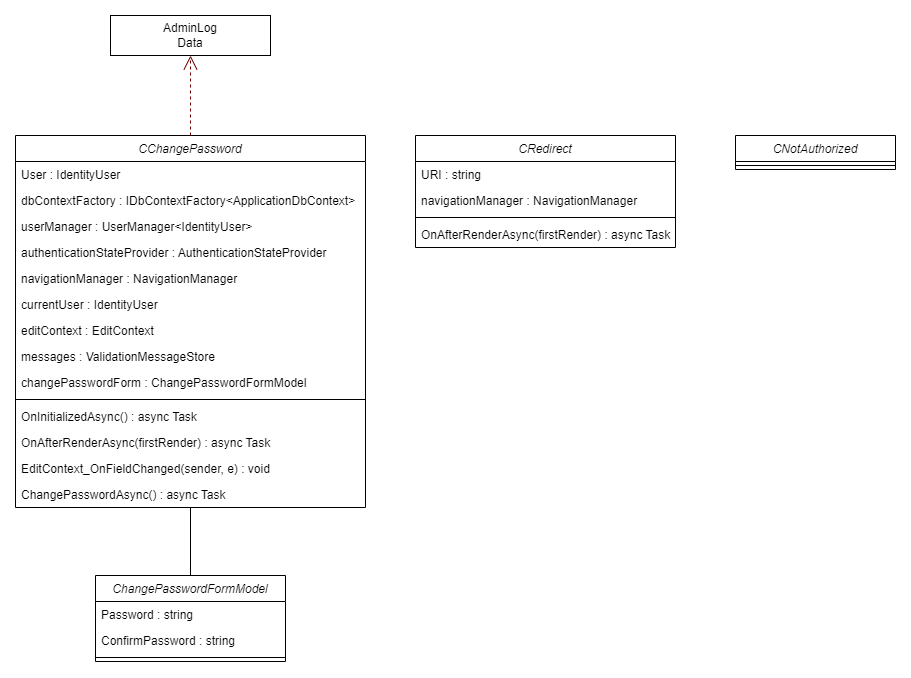 AdminLog
Data
CChangePassword
User : IdentityUser
dbContextFactory : IDbContextFactory<ApplicationDbContext>
userManager : UserManager<IdentityUser>
authenticationStateProvider : AuthenticationStateProvider
navigationManager : NavigationManager
currentUser : IdentityUser
editContext : EditContext
messages : ValidationMessageStore
changePasswordForm : ChangePasswordFormModel
OnInitializedAsync() : async Task
OnAfterRenderAsync(firstRender) : async Task
EditContext_OnFieldChanged(sender, e) : void
ChangePasswordAsync() : async Task
CRedirect
URI : string
navigationManager : NavigationManager
OnAfterRenderAsync(firstRender) : async Task
CNotAuthorized
ChangePasswordFormModel
Password : string
ConfirmPassword : string